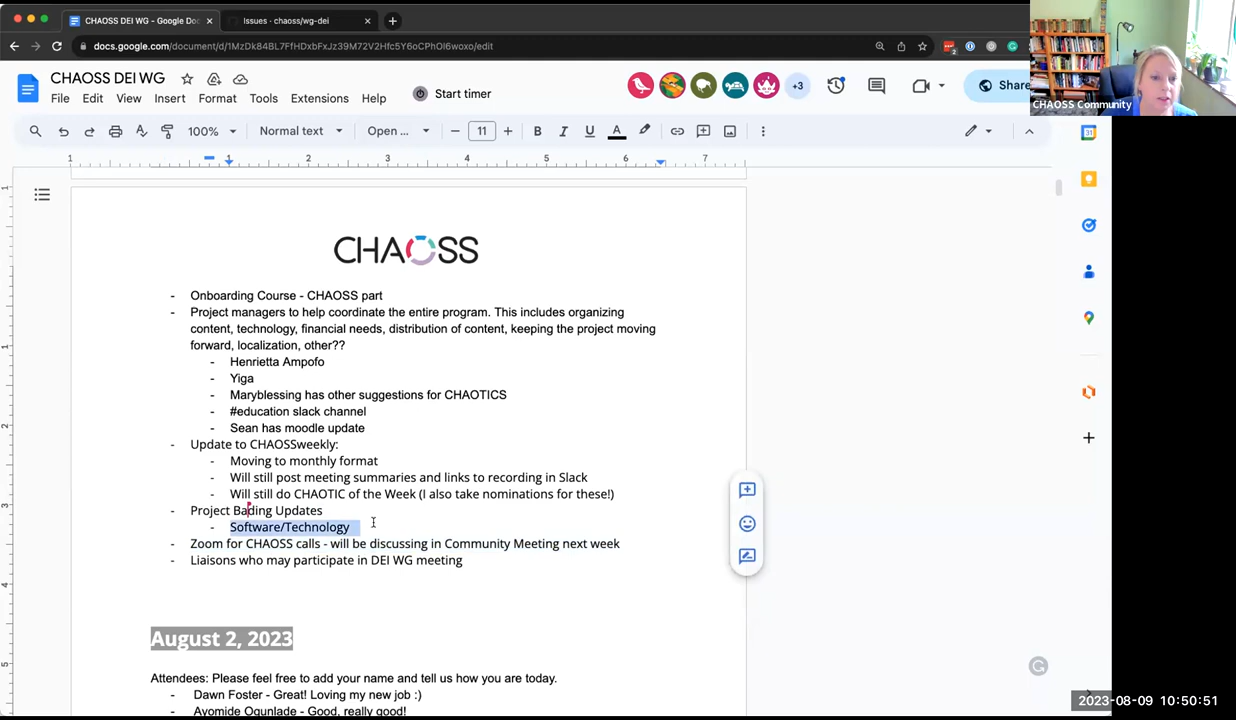 CHAOSS DEI WG - Google Doc
Issues · chaoss/wg-dei
docs.google.com/document/d/1MzDk84BL7FfHDxbFxJz39M72V2Hfc5Y6oCPhOl6woxo/edit
CHAOSS DEI WG
File Edit View Insert Format Tools Extensions Help
Start timer
+3
Share
CHAOSS Community
100%
Normal text
Open ...
11
1 1 2 3 4 5 6 7
CHAOSS
- Onboarding Course - CHAOSS part
- Project managers to help coordinate the entire program. This includes organizing
content, technology, financial needs, distribution of content, keeping the project moving
forward, localization, other??
- Henrietta Ampofo
- Yiga
- Maryblessing has other suggestions for CHAOTICS
- #education slack channel
- Sean has moodle update
- Update to CHAOSSweekly:
- Moving to monthly format
- Will still post meeting summaries and links to recording in Slack
- Will still do CHAOTIC of the Week (I also take nominations for these!)
- Project Bading Updates
- Software/Technology
- Zoom for CHAOSS calls - will be discussing in Community Meeting next week
- Liaisons who may participate in DEI WG meeting
August 2, 2023
Attendees: Please feel free to add your name and tell us how you are today.
- Dawn Foster - Great! Loving my new job :)
- Ayomide Ogunlade - Good, really good!
2023-08-09 10:50:51